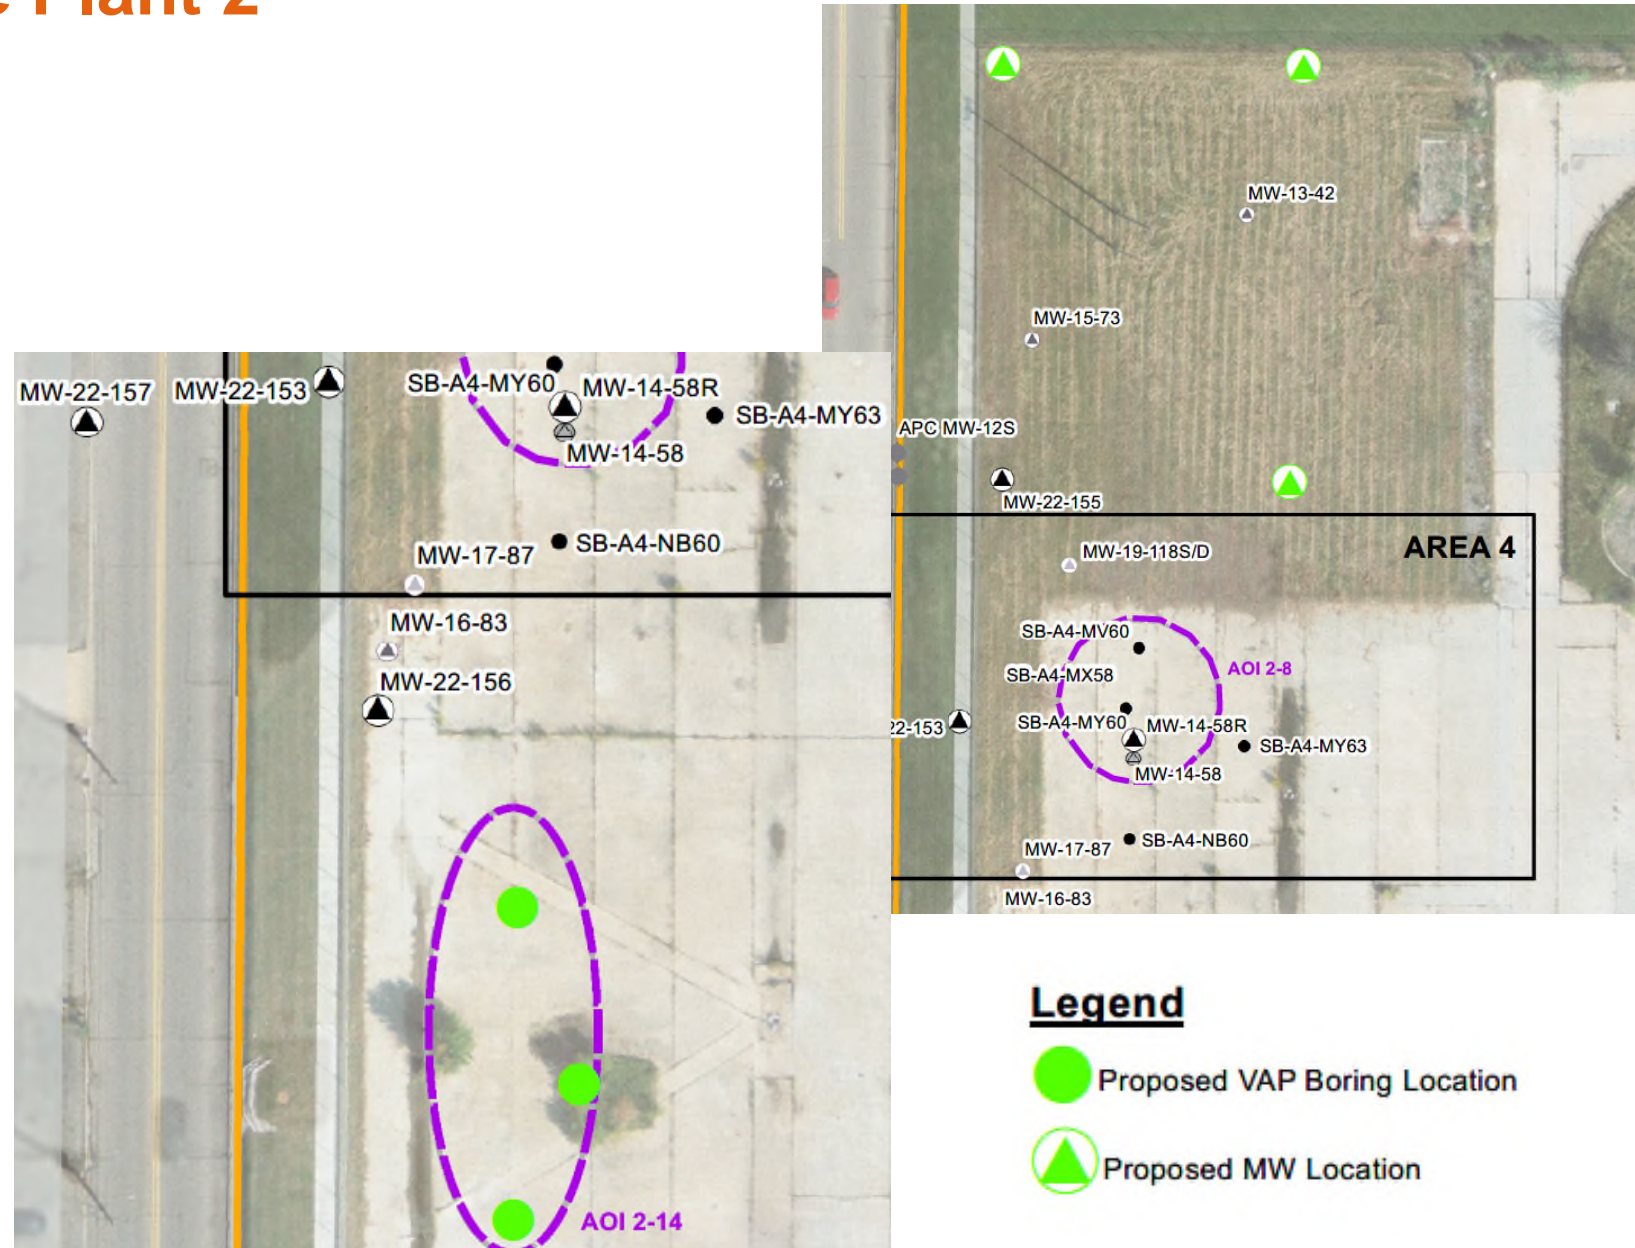 Plant 2
MW-13-42
MW-15-73
APC MW-12S
MW-22-155
AREA 4
MW-19-118S/D
SB-A4-MV60
AOI 2-8
SB-A4-MX58
SB-A4-MY60
MW-14-58R
22-153
SB-A4-MY63
MW-14-58
SB-A4-NB60
MW-17-87
MW-16-83
MW-22-157
MW-22-153
SB-A4-MY60
MW-14-58R
SB-A4-MY63
MW-14-58
SB-A4-NB60
MW-17-87
MW-16-83
MW-22-156
AOI 2-14
Legend
Proposed VAP Boring Location
Proposed MW Location